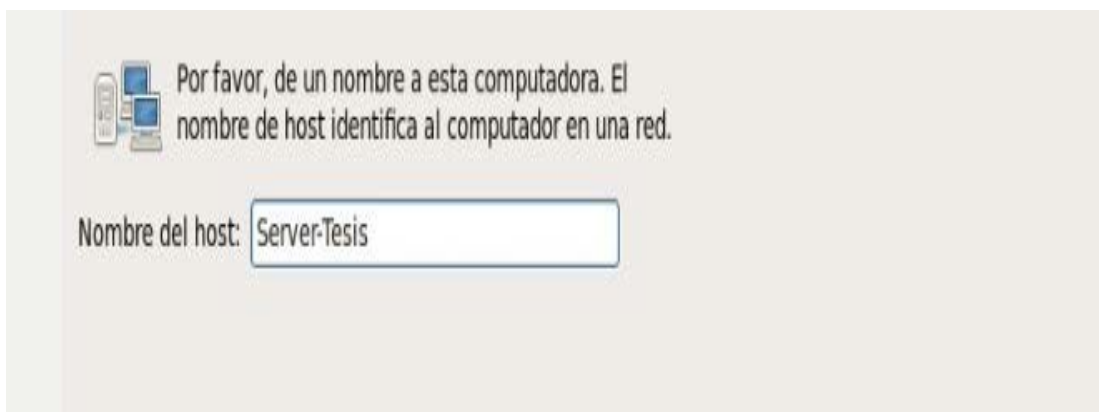 Por favor, de un nombre a esta computadora. El
nombre de host identifica al computador en una red.
Nombre del host: Server-Tesis